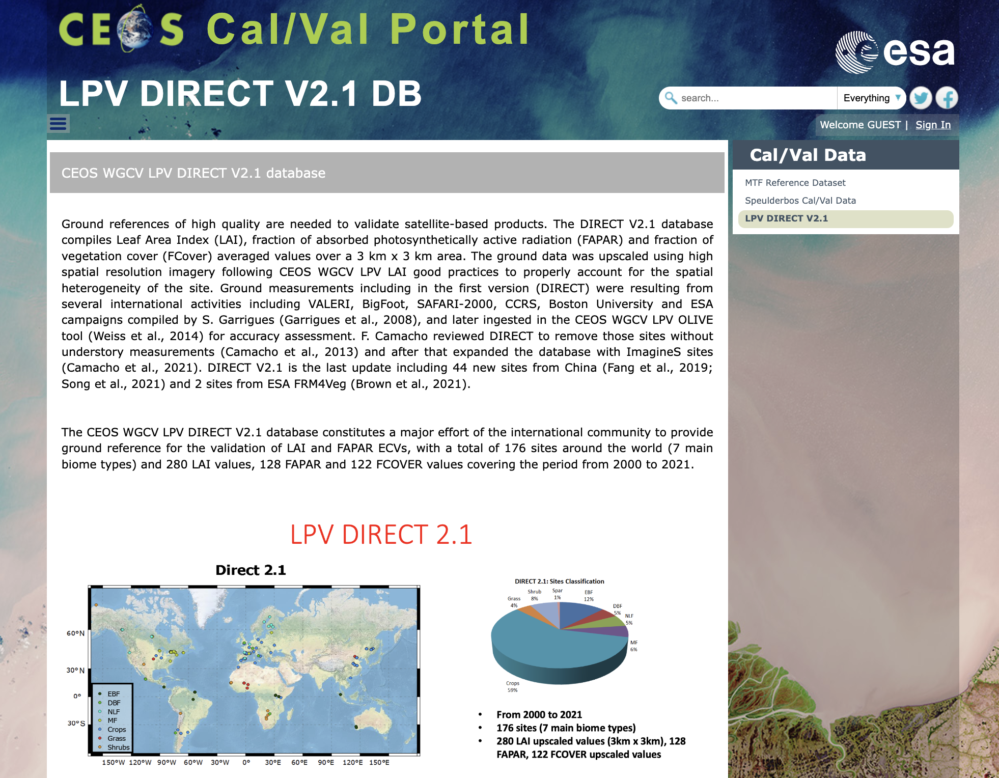 CEOS Cal/Val Portal
esa
LPV DIRECT V2.1 DB
search...
Everything
Welcome GUEST | Sign In
CEOS WGCV LPV DIRECT V2.1 database
Ground references of high quality are needed to validate satellite-based products. The DIRECT V2.1 database
compiles Leaf Area Index (LAI), fraction of absorbed photosynthetically active radiation (FAPAR) and fraction of
vegetation cover (FCover) averaged values over a 3 km x 3 km area. The ground data was upscaled using high
spatial resolution imagery following CEOS WGCV LPV LAI good practices to properly account for the spatial
heterogeneity of the site. Ground measurements including in the first version (DIRECT) were resulting from
several international activities including VALERI, BigFoot, SAFARI-2000, CCRS, Boston University and ESA
campaigns compiled by S. Garrigues (Garrigues et al., 2008), and later ingested in the CEOS WGCV LPV OLIVE
tool (Weiss et al., 2014) for accuracy assessment. F. Camacho reviewed DIRECT to remove those sites without
understory measurements (Camacho et al., 2013) and after that expanded the database with ImagineS sites
(Camacho et al., 2021). DIRECT V2.1 is the last update including 44 new sites from China (Fang et al., 2019;
Song et al., 2021) and 2 sites from ESA FRM4Veg (Brown et al., 2021).
The CEOS WGCV LPV DIRECT V2.1 database constitutes a major effort of the international community to provide
ground reference for the validation of LAI and FAPAR ECVs, with a total of 176 sites around the world (7 main
biome types) and 280 LAI values, 128 FAPAR and 122 FCOVER values covering the period from 2000 to 2021.
LPV DIRECT 2.1
Direct 2.1
60°N
30°N
0°
30°S
EBF
DBF
NLF
MF
Crops
Grass
Shrubs
150°W 120°W 90°W 60°W 30°W 0° 30°E 60°E 90°E 120°E 150°E
DIRECT 2.1: Sites Classification
Grass
4%
Shrub
8%
Spar
1%
EBF
12%
DBF
5%
NLF
5%
MF
6%
Crops
59%
• From 2000 to 2021
• 176 sites (7 main biome types)
• 280 LAI upscaled values (3km x 3km), 128
FAPAR, 122 FCOVER upscaled values
Cal/Val Data
MTF Reference Dataset
Speulderbos Cal/Val Data
LPV DIRECT V2.1